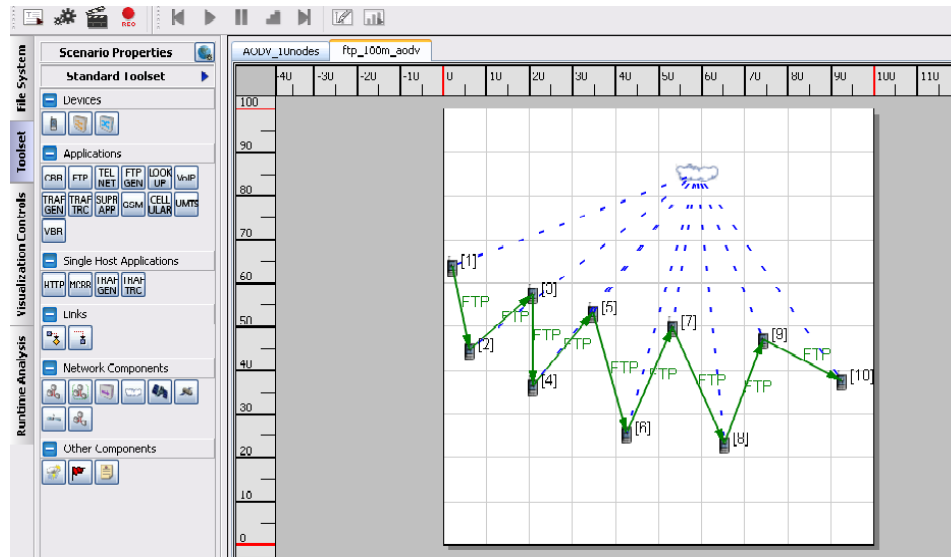 REC
AODV_10nodes
ftp_100m_aodv
File System
Toolset
Visualization Controls
Runtime Analysis
Scenario Properties
Standard Toolset
Devices
Applications
CBR FTP TEL NET FTP GEN LOOK UP VoIP
TRAF GEN TRAF TRC SUPR APP GSM CELL ULAR UMTS
VBR
Single Host Applications
HTTP MCBR TRAF GEN TRAF TRC
Links
Network Components
Other Components
-40 -30 -20 -10 0 10 20 30 40 50 60 70 80 90 100 110
100
90
80
70
60
50
40
30
20
10
0
[1]
FTP
[2]
FTP
[3]
FTP
[4]
FTP
[5]
FTP
[6]
FTP
[7]
FTP
[8]
FTP
[9]
FTP
[10]